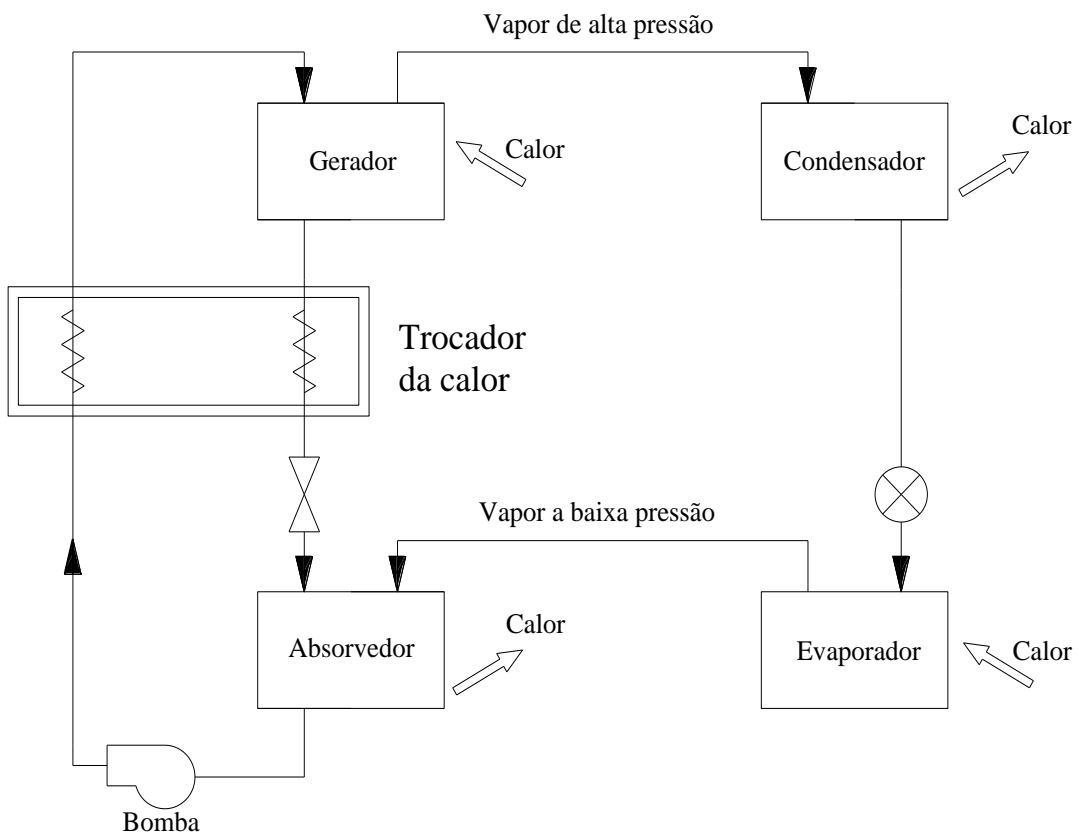 Vapor de alta pressão
Gerador
Calor
Condensador
Calor
Trocador
da calor
Vapor a baixa pressão
Absorvedor
Calor
Evaporador
Calor
Bomba